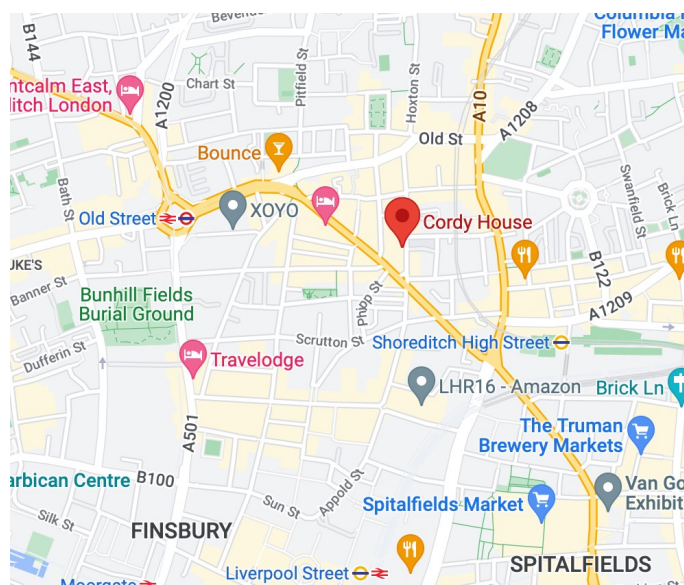 Bevende
Columbia
Flower Ma
B144
A1200
Pitfield St
Hoxton St
A10
A1208
Chart St
ntcalm East,
ditch London
Old St
Bounce
Bath St
Swanfield St
Brick Ln
Old Street
XOYO
Cordy House
UKE'S
Banner St
Bunhill Fields
Burial Ground
Phipp St
B122
A1209
Dufferin St
Scrutton St
Shoreditch High Street
Travelodge
LHR16 - Amazon
Brick Ln
A501
The Truman
Brewery Markets
arbican Centre
B100
Appold St
Sun St
Spitalfields Market
Van Go
Exhibit
Silk St
FINSBURY
SPITALFIELDS
Liverpool Street
Moorgate